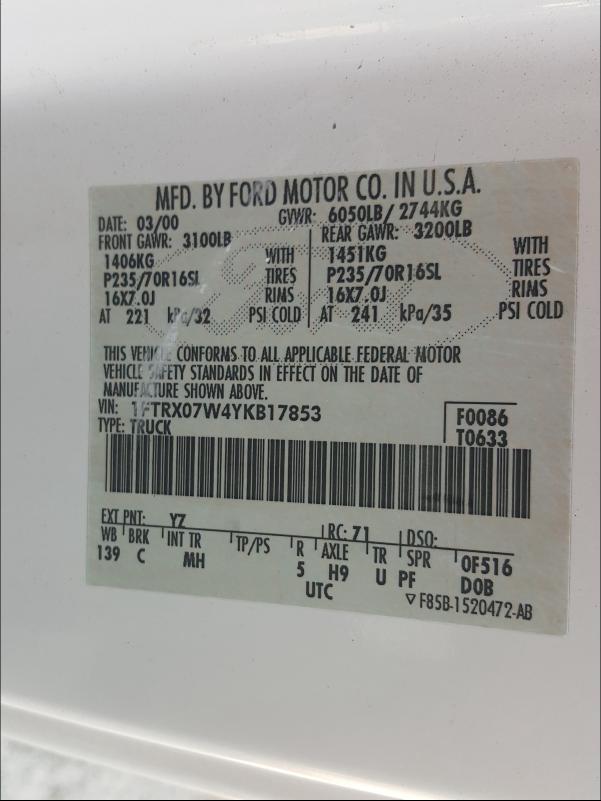 MFD. BY FORD MOTOR CO. IN U.S.A.
DATE: 03/00 GVWR: 6050LB/ 2744KG
FRONT GAWR: 3100LB REAR GAWR: 3200LB
1406KG WITH 1451KG WITH
P235/70R16SL TIRES P235/70R16SL TIRES
16X7.0J RIMS 16X7.0J RIMS
AT 221 kPa/32 PSI COLD AT 241 kPa/35 PSI COLD
THIS VEHICLE CONFORMS TO ALL APPLICABLE FEDERAL MOTOR
VEHICLE SAFETY STANDARDS IN EFFECT ON THE DATE OF
MANUFACTURE SHOWN ABOVE.
VIN: 1FTRX07W4YKB17853 F0086
TYPE: TRUCK T0633
EXT PNT: YZ RC: 71 DSO:
WB BRK INT TR TP/PS R AXLE TR SPR OF516
139 C MH 5 H9 U PF DOB
UTC ▽ F85B-1520472-AB